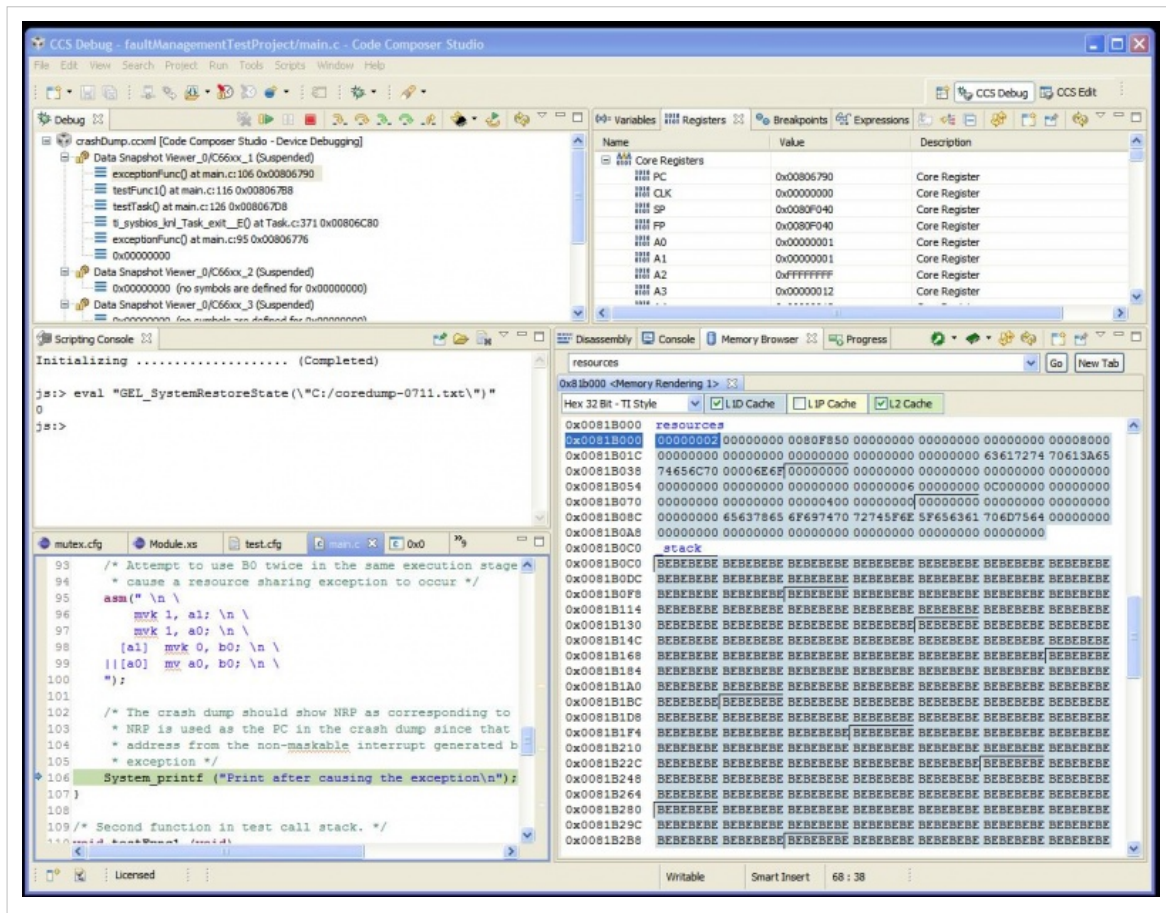 CCS Debug - faultManagementTestProject/main.c - Code Composer Studio
File Edit View Search Project Run Tools Scripts Window Help
CCS Debug CCS Edit
Debug
crashDump.ccxml [Code Composer Studio - Device Debugging]
Data Snapshot Viewer_0/C66xx_1 (Suspended)
exceptionFunc() at main.c:106 0x00806790
testFunc1() at main.c:116 0x008067B8
testTask() at main.c:126 0x008067D8
ti_sysbios_knl_Task_exit__E() at Task.c:371 0x00806C80
exceptionFunc() at main.c:95 0x00806776
0x00000000
Data Snapshot Viewer_0/C66xx_2 (Suspended)
0x00000000 (no symbols are defined for 0x00000000)
Data Snapshot Viewer_0/C66xx_3 (Suspended)
0x00000000 (no symbols are defined for 0x00000000)
Variables Registers Breakpoints Expressions
Name Value Description
Core Registers
PC 0x00806790 Core Register
CLK 0x00000000 Core Register
SP 0x0080F040 Core Register
FP 0x0080F040 Core Register
A0 0x00000001 Core Register
A1 0x00000001 Core Register
A2 0xFFFFFFFF Core Register
A3 0x00000012 Core Register
Scripting Console
Initializing .................... (Completed)
js:> eval "GEL_SystemRestoreState(\"C:/coredump-0711.txt\")"
0
js:>
Disassembly Console Memory Browser Progress
resources Go New Tab
0x81b000 <Memory Rendering 1>
Hex 32 Bit - TI Style L1D Cache L1P Cache L2 Cache
0x0081B000 resources
0x0081B000 00000002 00000000 0080F850 00000000 00000000 00000000 00008000
0x0081B01C 00000000 00000000 00000000 00000000 00000000 63617274 70613A65
0x0081B038 74656C70 00006E6F 00000000 00000000 00000000 00000000 00000000
0x0081B054 00000000 00000000 00000000 00000006 00000000 0C000000 00000000
0x0081B070 00000000 00000000 00000400 00000000 00000000 00000000 00000000
0x0081B08C 00000000 65637865 6F697470 72745F6E 5F656361 706D7564 00000000
0x0081B0A8 00000000 00000000 00000000 00000000 00000000 00000000
0x0081B0C0 _stack
0x0081B0C0 BEBEBEBE BEBEBEBE BEBEBEBE BEBEBEBE BEBEBEBE BEBEBEBE BEBEBEBE
0x0081B0DC BEBEBEBE BEBEBEBE BEBEBEBE BEBEBEBE BEBEBEBE BEBEBEBE BEBEBEBE
0x0081B0F8 BEBEBEBE BEBEBEBE BEBEBEBE BEBEBEBE BEBEBEBE BEBEBEBE BEBEBEBE
0x0081B114 BEBEBEBE BEBEBEBE BEBEBEBE BEBEBEBE BEBEBEBE BEBEBEBE BEBEBEBE
0x0081B130 BEBEBEBE BEBEBEBE BEBEBEBE BEBEBEBE BEBEBEBE BEBEBEBE BEBEBEBE
0x0081B14C BEBEBEBE BEBEBEBE BEBEBEBE BEBEBEBE BEBEBEBE BEBEBEBE BEBEBEBE
0x0081B168 BEBEBEBE BEBEBEBE BEBEBEBE BEBEBEBE BEBEBEBE BEBEBEBE BEBEBEBE
0x0081B184 BEBEBEBE BEBEBEBE BEBEBEBE BEBEBEBE BEBEBEBE BEBEBEBE BEBEBEBE
0x0081B1A0 BEBEBEBE BEBEBEBE BEBEBEBE BEBEBEBE BEBEBEBE BEBEBEBE BEBEBEBE
0x0081B1BC BEBEBEBE BEBEBEBE BEBEBEBE BEBEBEBE BEBEBEBE BEBEBEBE BEBEBEBE
0x0081B1D8 BEBEBEBE BEBEBEBE BEBEBEBE BEBEBEBE BEBEBEBE BEBEBEBE BEBEBEBE
0x0081B1F4 BEBEBEBE BEBEBEBE BEBEBEBE BEBEBEBE BEBEBEBE BEBEBEBE BEBEBEBE
0x0081B210 BEBEBEBE BEBEBEBE BEBEBEBE BEBEBEBE BEBEBEBE BEBEBEBE BEBEBEBE
0x0081B22C BEBEBEBE BEBEBEBE BEBEBEBE BEBEBEBE BEBEBEBE BEBEBEBE BEBEBEBE
0x0081B248 BEBEBEBE BEBEBEBE BEBEBEBE BEBEBEBE BEBEBEBE BEBEBEBE BEBEBEBE
0x0081B264 BEBEBEBE BEBEBEBE BEBEBEBE BEBEBEBE BEBEBEBE BEBEBEBE BEBEBEBE
0x0081B280 BEBEBEBE BEBEBEBE BEBEBEBE BEBEBEBE BEBEBEBE BEBEBEBE BEBEBEBE
0x0081B29C BEBEBEBE BEBEBEBE BEBEBEBE BEBEBEBE BEBEBEBE BEBEBEBE BEBEBEBE
0x0081B2B8 BEBEBEBE BEBEBEBE BEBEBEBE BEBEBEBE BEBEBEBE BEBEBEBE BEBEBEBE
mutex.cfg Module.xs test.cfg main.c 0x0 »9
93 /* Attempt to use B0 twice in the same execution stage
94 * cause a resource sharing exception to occur */
95 asm(" \n \
96 mvk 1, a1; \n \
97 mvk 1, a0; \n \
98 [a1] mvk 0, b0; \n \
99 ||[a0] mv a0, b0; \n \
100 ");
101
102 /* The crash dump should show NRP as corresponding to
103 * NRP is used as the PC in the crash dump since that
104 * address from the non-maskable interrupt generated b
105 * exception */
106 System_printf ("Print after causing the exception\n");
107 }
108
109 /* Second function in test call stack. */
110 void testFunc1 (void)
Licensed Writable Smart Insert 68 : 38